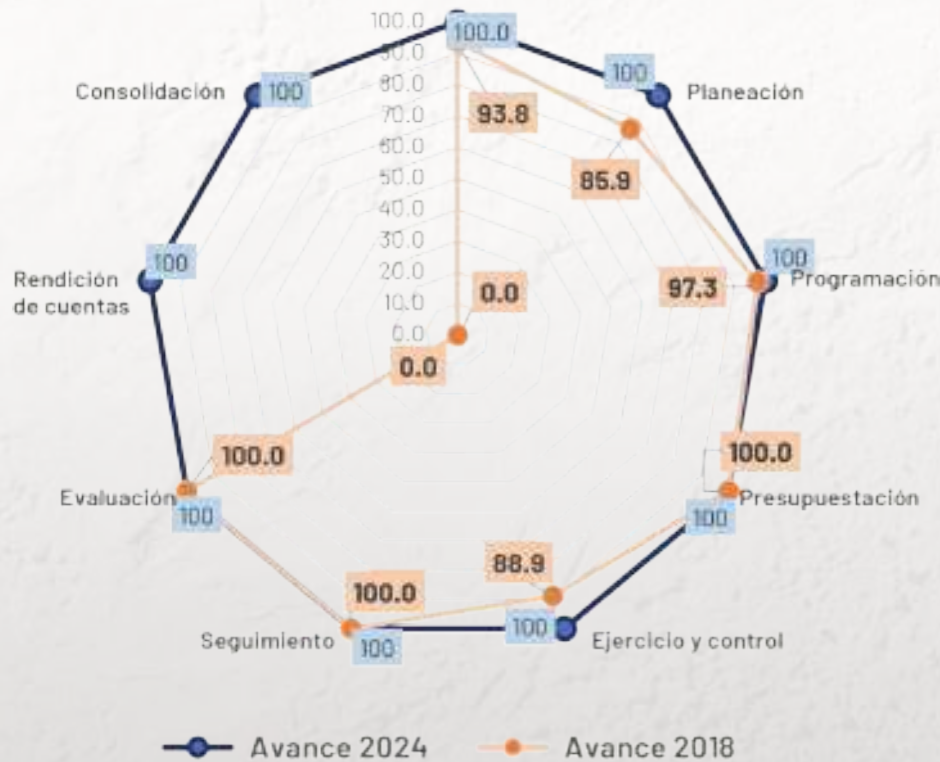 100.0
90.0
80.0
70.0
60.0
50.0
40.0
30.0
20.0
10.0
0.0
100.0
93.8
100
Planeación
85.9
100
Programación
97.3
100.0
Presupuestación
100
88.9
100
Ejercicio y control
100.0
Seguimiento
100
100.0
Evaluación
100
Rendición
de cuentas
100
0.0
Consolidación
100
0.0
Avance 2024
Avance 2018